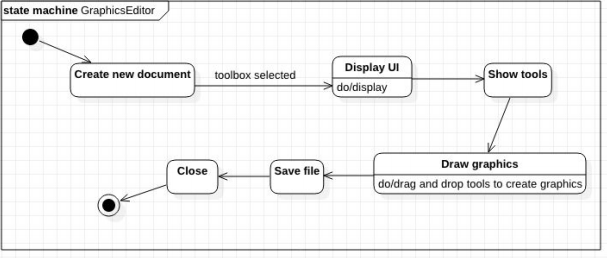 state machine GraphicsEditor
Create new document
toolbox selected
Display UI
do/display
Show tools
Draw graphics
do/drag and drop tools to create graphics
Save file
Close